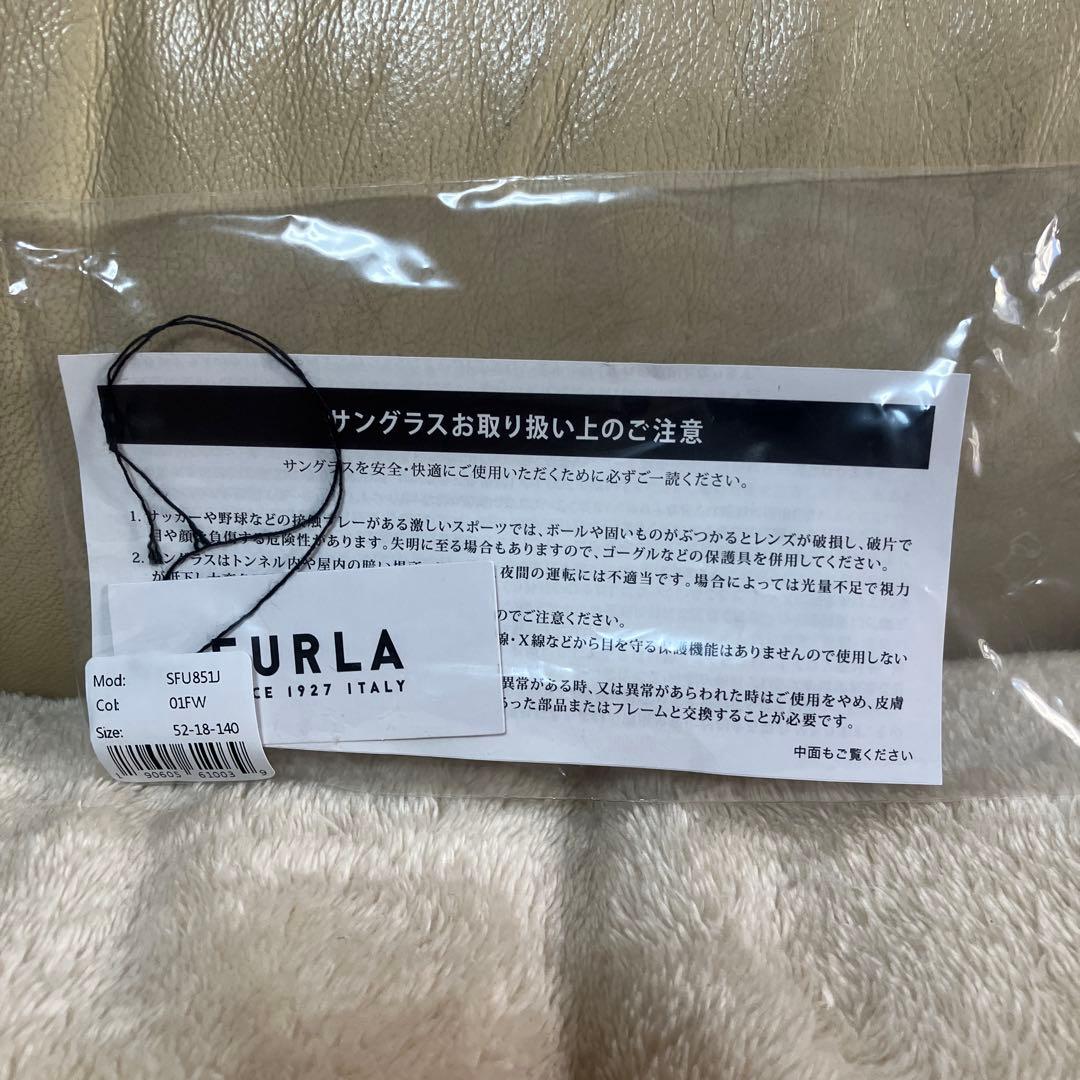 サングラスお取り扱い上のご注意
サングラスを安全・快適にご使用いただくために必ずご一読ください。
1. サッカーや野球などの接触プレーがある激しいスポーツでは、ボールや固いものがぶつかるとレンズが破損し、破片で
目や顔を負傷する危険性があります。失明に至る場合もありますので、ゴーグルなどの保護具を併用してください。
2. サングラスはトンネル内や屋内の暗い場所 夜間の運転には不適当です。場合によっては光量不足で視力
が低下し
のでご注意ください。
線・X線などから目を守る保護機能はありませんので使用しない
異常がある時、又は異常があらわれた時はご使用をやめ、皮膚
った部品またはフレームと交換することが必要です。
中面もご覧ください
FURLA
1927 ITALY
Mod: SFU851J
Col: 01FW
Size: 52-18-140
1 90605 61003 9